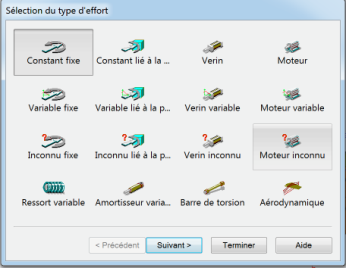 Sélection du type d'effort
Constant fixe Constant lié à la ... Verin Moteur
Variable fixe Variable lié à la p... Verin variable Moteur variable
Inconnu fixe Inconnu lié à la p... Verin inconnu Moteur inconnu
Ressort variable Amortisseur varia... Barre de torsion Aérodynamique
< Précédent Suivant > Terminer Aide